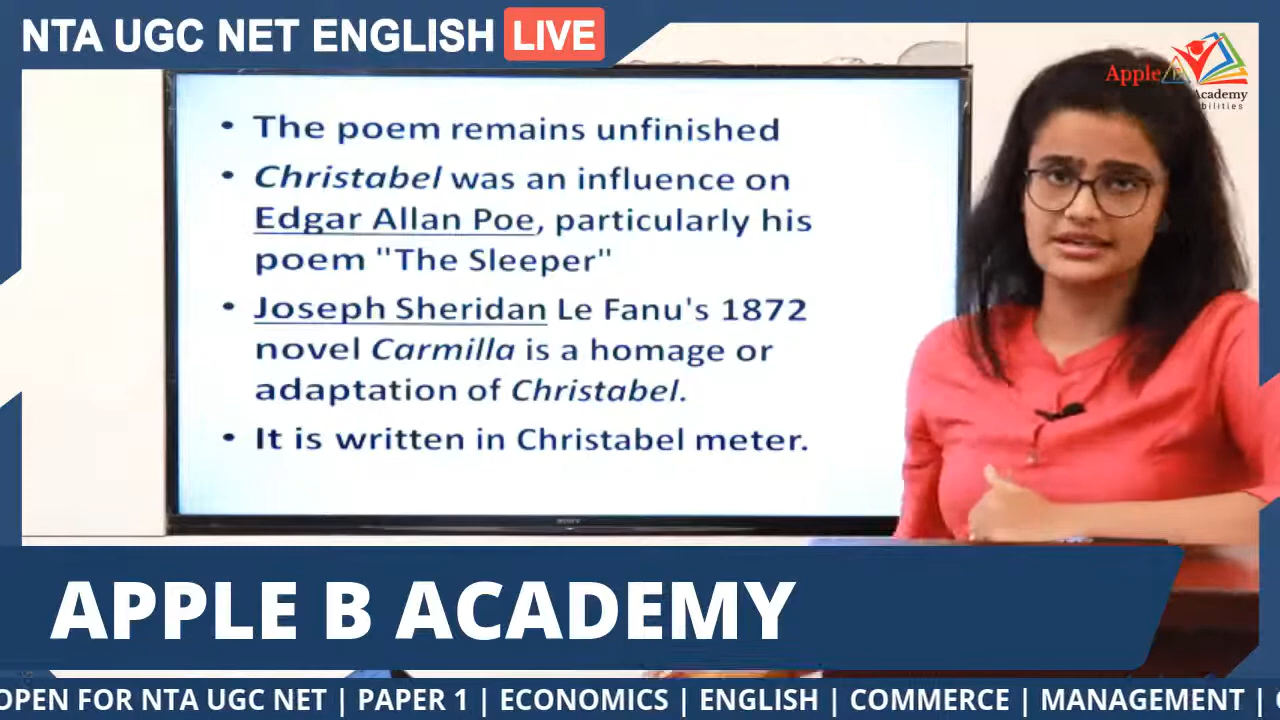 NTA UGC NET ENGLISH LIVE
Apple B
Academy
• The poem remains unfinished
• Christabel was an influence on
Edgar Allan Poe, particularly his
poem "The Sleeper"
• Joseph Sheridan Le Fanu's 1872
novel Carmilla is a homage or
adaptation of Christabel.
• It is written in Christabel meter.
SONY
APPLE B ACADEMY
OPEN FOR NTA UGC NET | PAPER 1 | ECONOMICS | ENGLISH | COMMERCE | MANAGEMENT |